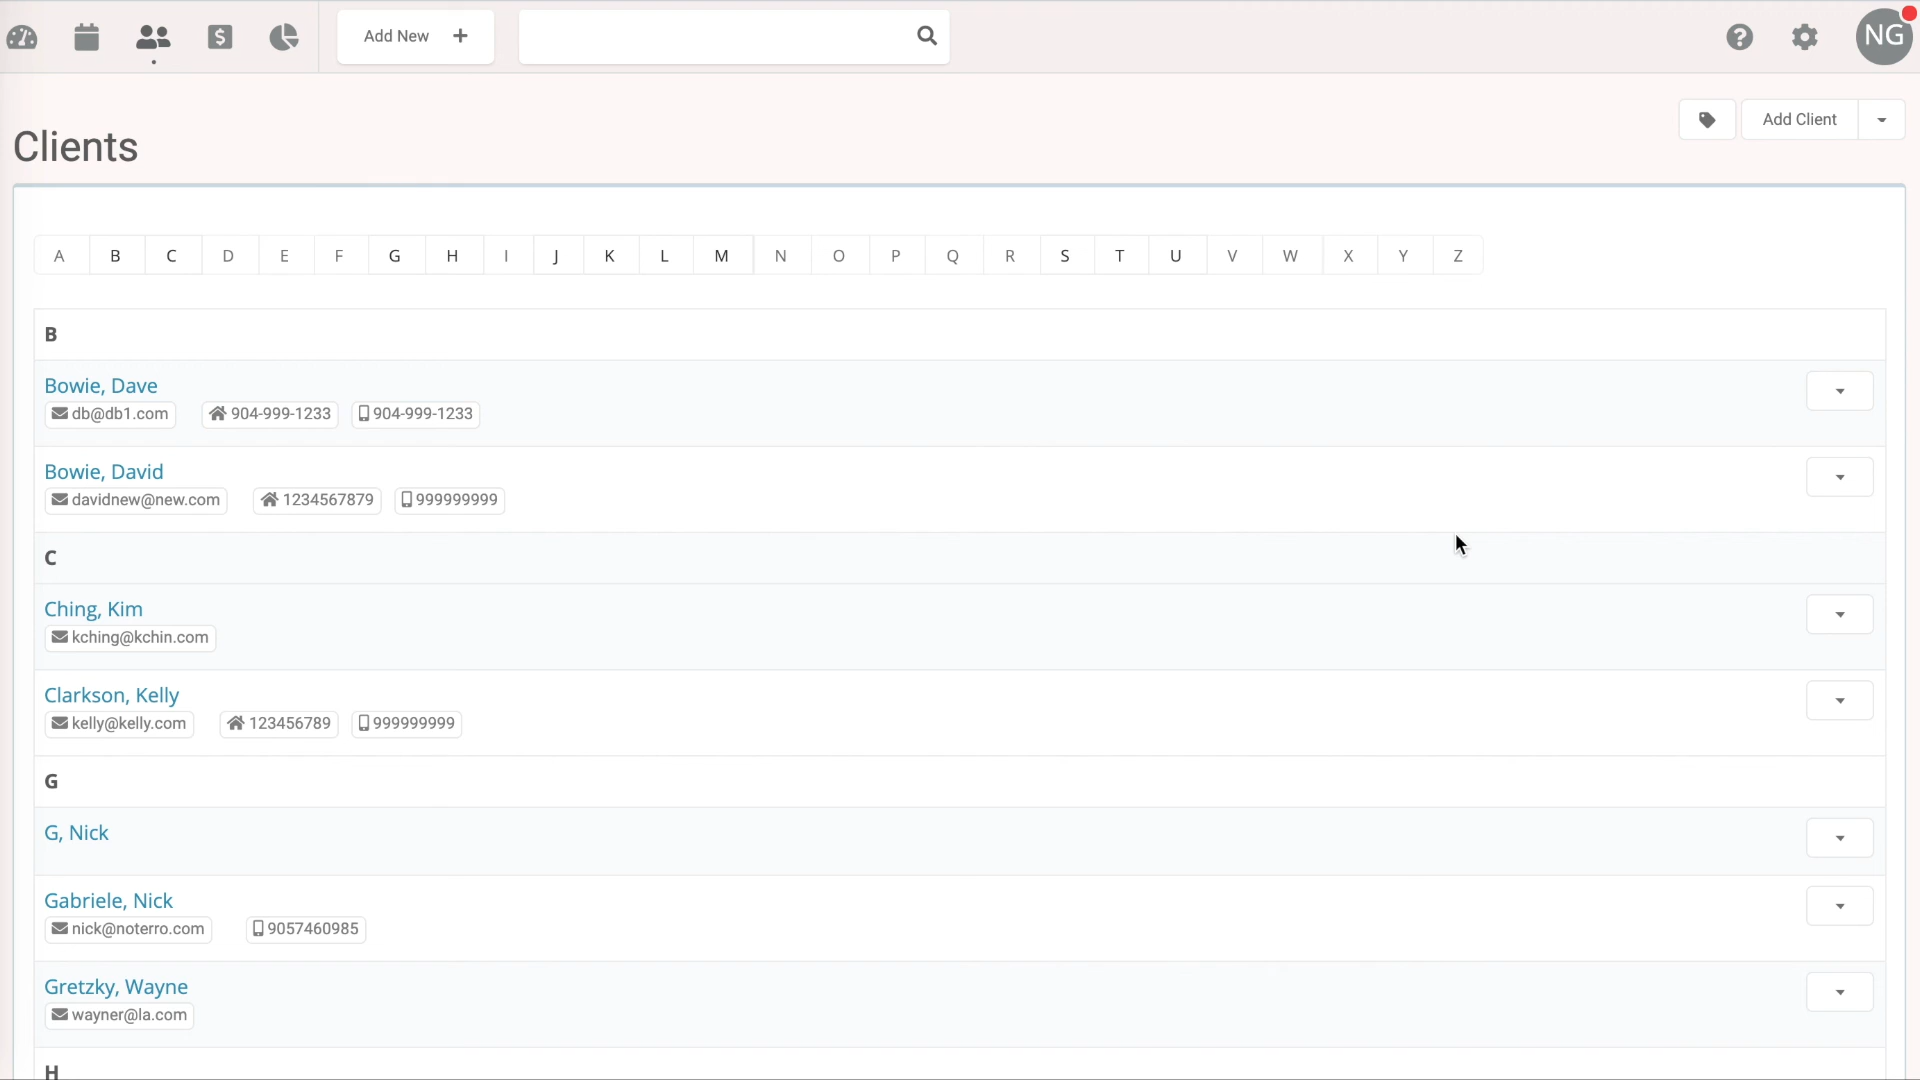 Add New +
NG
Clients
Add Client
A B C D E F G H I J K L M N O P Q R S T U V W X Y Z
B
Bowie, Dave
db@db1.com 904-999-1233 904-999-1233
Bowie, David
davidnew@new.com 1234567879 999999999
C
Ching, Kim
kching@kchin.com
Clarkson, Kelly
kelly@kelly.com 123456789 999999999
G
G, Nick
Gabriele, Nick
nick@noterro.com 9057460985
Gretzky, Wayne
wayner@la.com
H